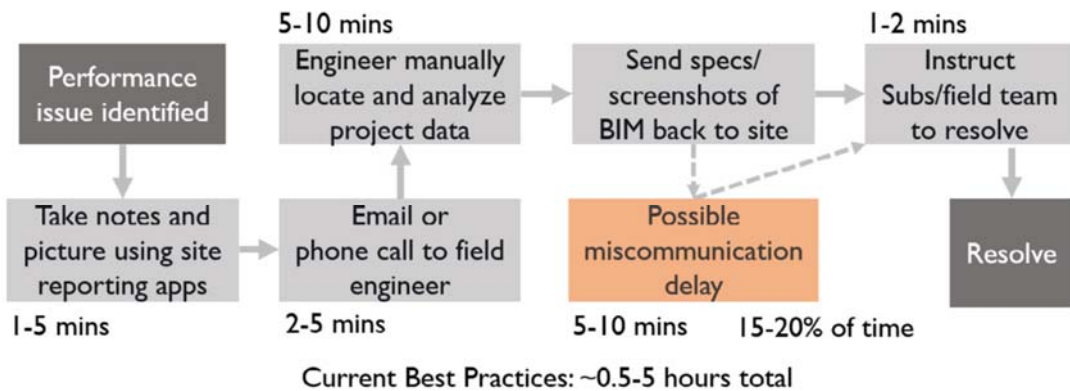 5-10 mins
1-2 mins
Performance
issue identified
Engineer manually
locate and analyze
project data
Send specs/
screenshots of
BIM back to site
Instruct
Subs/field team
to resolve
Take notes and
picture using site
reporting apps
Email or
phone call to field
engineer
Possible
miscommunication
delay
Resolve
1-5 mins
2-5 mins
5-10 mins
15-20% of time
Current Best Practices: ~0.5-5 hours total